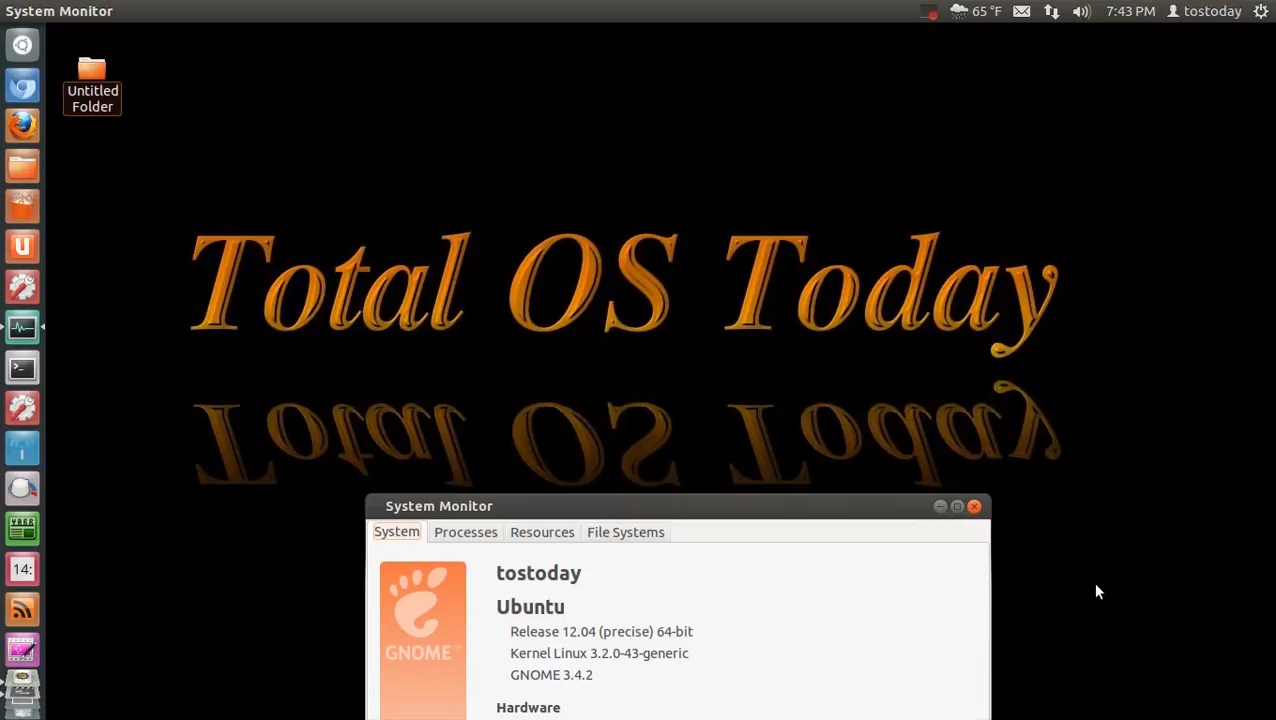 System Monitor
65 °F
7:43 PM
tostoday
Untitled
Folder
Total OS Today
System Monitor
System
Processes
Resources
File Systems
GNOME™
tostoday
Ubuntu
Release 12.04 (precise) 64-bit
Kernel Linux 3.2.0-43-generic
GNOME 3.4.2
Hardware
14: